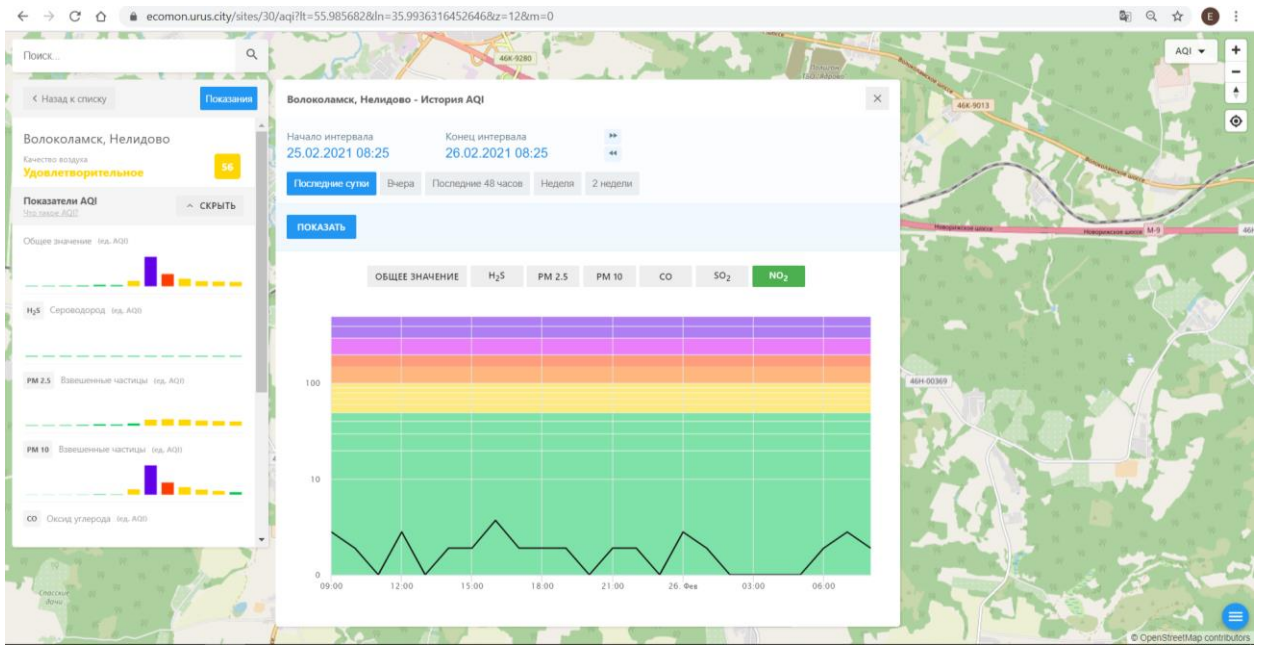 ecomon.urus.city/sites/30/aqi?lt=55.985682&ln=35.9936316452646&z=12&m=0
E
Поиск...
AQI
Назад к списку
Показания
Волоколамск, Нелидово
Качество воздуха
Удовлетворительное
56
Показатели AQI
Что такое AQI?
СКРЫТЬ
Общее значение (ед. AQI)
H2S Сероводород (ед. AQI)
PM 2.5 Взвешенные частицы (ед. AQI)
PM 10 Взвешенные частицы (ед. AQI)
CO Оксид углерода (ед. AQI)
Волоколамск, Нелидово - История AQI
Начало интервала Конец интервала
25.02.2021 08:25 26.02.2021 08:25
Последние сутки Вчера Последние 48 часов Неделя 2 недели
ПОКАЗАТЬ
ОБЩЕЕ ЗНАЧЕНИЕ H2S PM 2.5 PM 10 CO SO2 NO2
100
10
0
09:00 12:00 15:00 18:00 21:00 26. Фев 03:00 06:00
46К-9280
46К-9013
Волоколамское шоссе
Новорижское шоссе
Новорижское шоссе М-9
46Н-00369
Спасские
дачи
© OpenStreetMap contributors